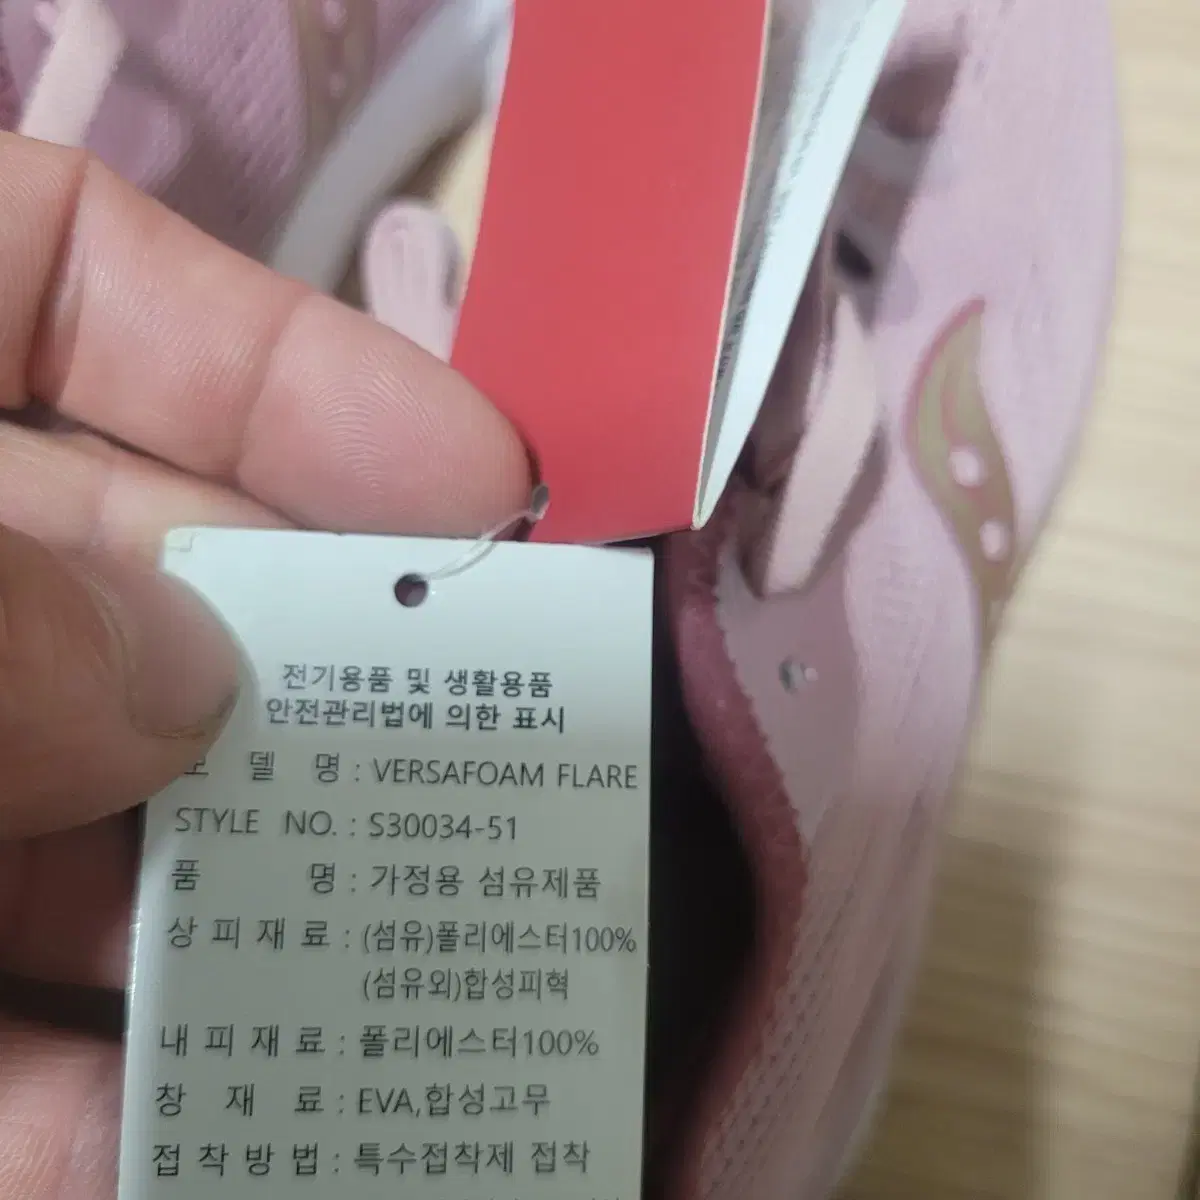 전기용품 및 생활용품
안전관리법에 의한 표시
모 델 명 : VERSAFOAM FLARE
STYLE NO. : S30034-51
품 명 : 가정용 섬유제품
상 피 재 료 : (섬유)폴리에스터100%
(섬유외)합성피혁
내 피 재 료 : 폴리에스터100%
창 재 료 : EVA,합성고무
접 착 방 법 : 특수접착제 접착